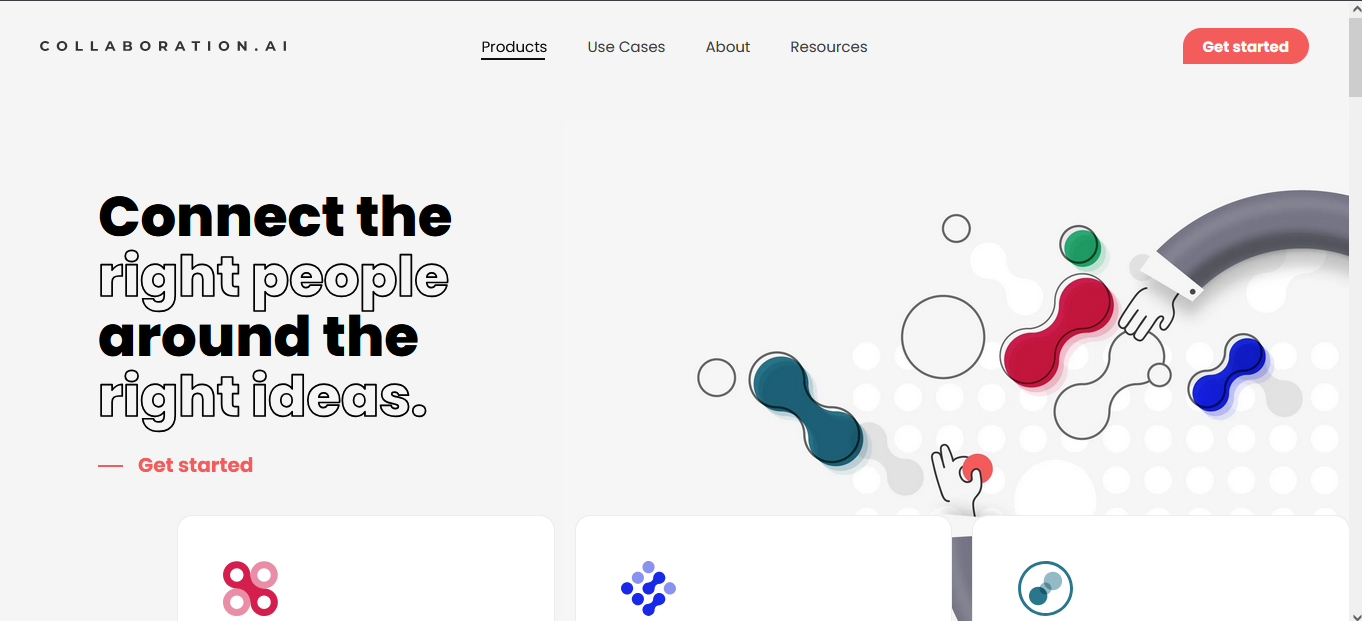 COLLABORATION.AI
Products
Use Cases
About
Resources
Get started
Connect the
right people
around the
right ideas.
Get started